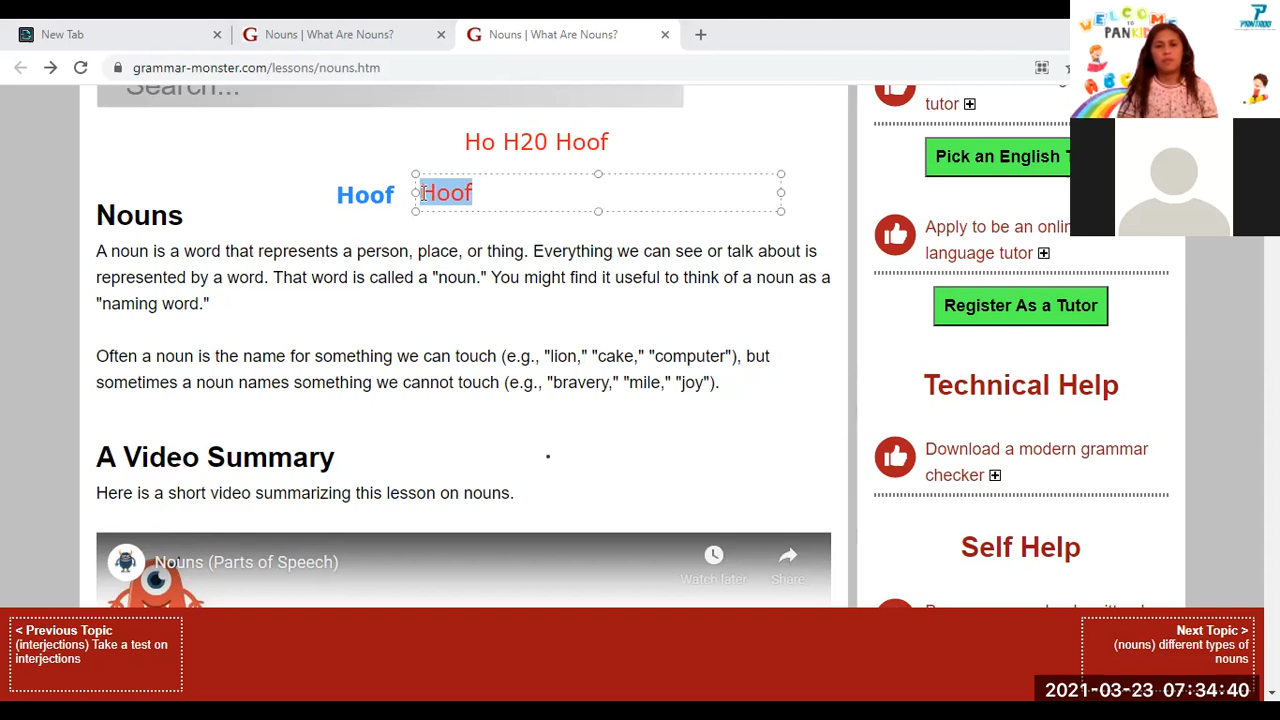 New Tab
Nouns | What Are Nouns?
Nouns | What Are Nouns?
grammar-monster.com/lessons/nouns.htm
Search...
Ho H20 Hoof
Hoof
Hoof
Nouns
A noun is a word that represents a person, place, or thing. Everything we can see or talk about is
represented by a word. That word is called a "noun." You might find it useful to think of a noun as a
"naming word."
Often a noun is the name for something we can touch (e.g., "lion," "cake," "computer"), but
sometimes a noun names something we cannot touch (e.g., "bravery," "mile," "joy").
A Video Summary
Here is a short video summarizing this lesson on nouns.
Nouns (Parts of Speech)
Watch later
Share
tutor
Pick an English
Apply to be an
language tutor
Register As a Tutor
Technical Help
Download a modern grammar
checker
Self Help
< Previous Topic
(interjections) Take a test on
interjections
Next Topic >
(nouns) different types of
nouns
2021-03-23 07:34:40
WELCOME
TO
ABC